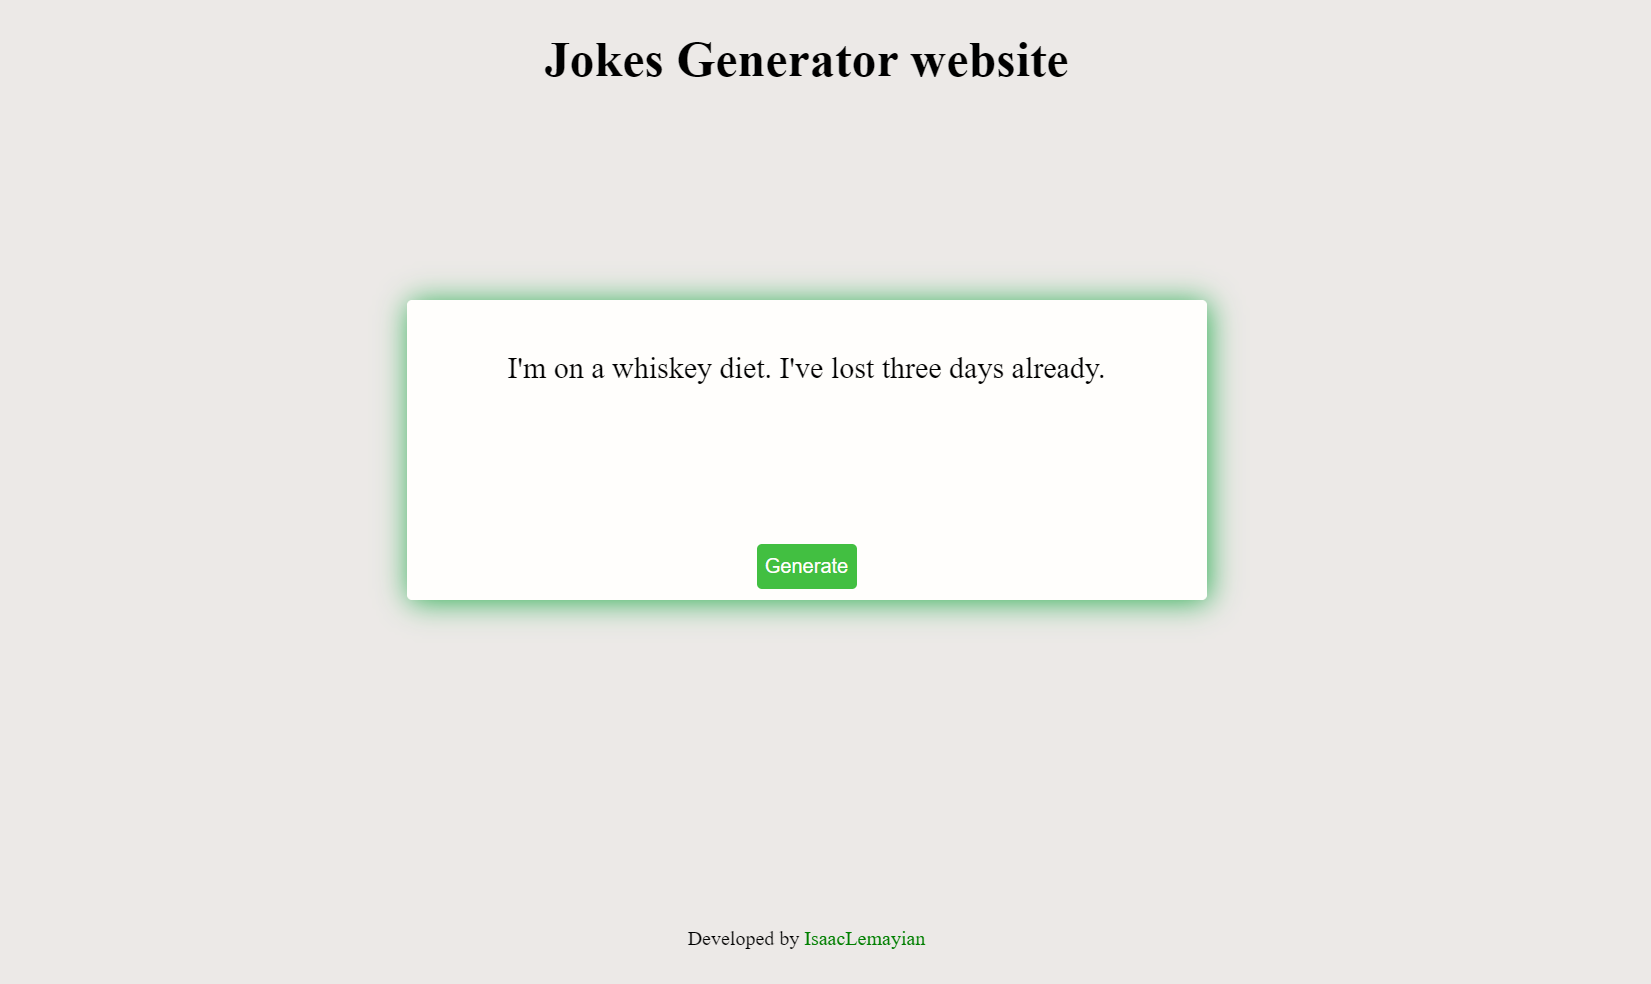 Jokes Generator website
I'm on a whiskey diet. I've lost three days already.
Generate
Developed by IsaacLemayian